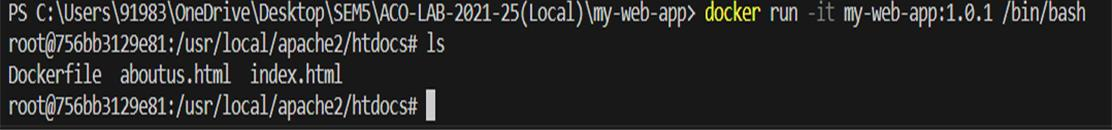 PS C:\Users\91983\OneDrive\Desktop\SEM5\ACO-LAB-2021-25(Local)\my-web-app> docker run -it my-web-app:1.0.1 /bin/bash
root@756bb3129e81:/usr/local/apache2/htdocs# ls
Dockerfile  aboutus.html  index.html
root@756bb3129e81:/usr/local/apache2/htdocs#